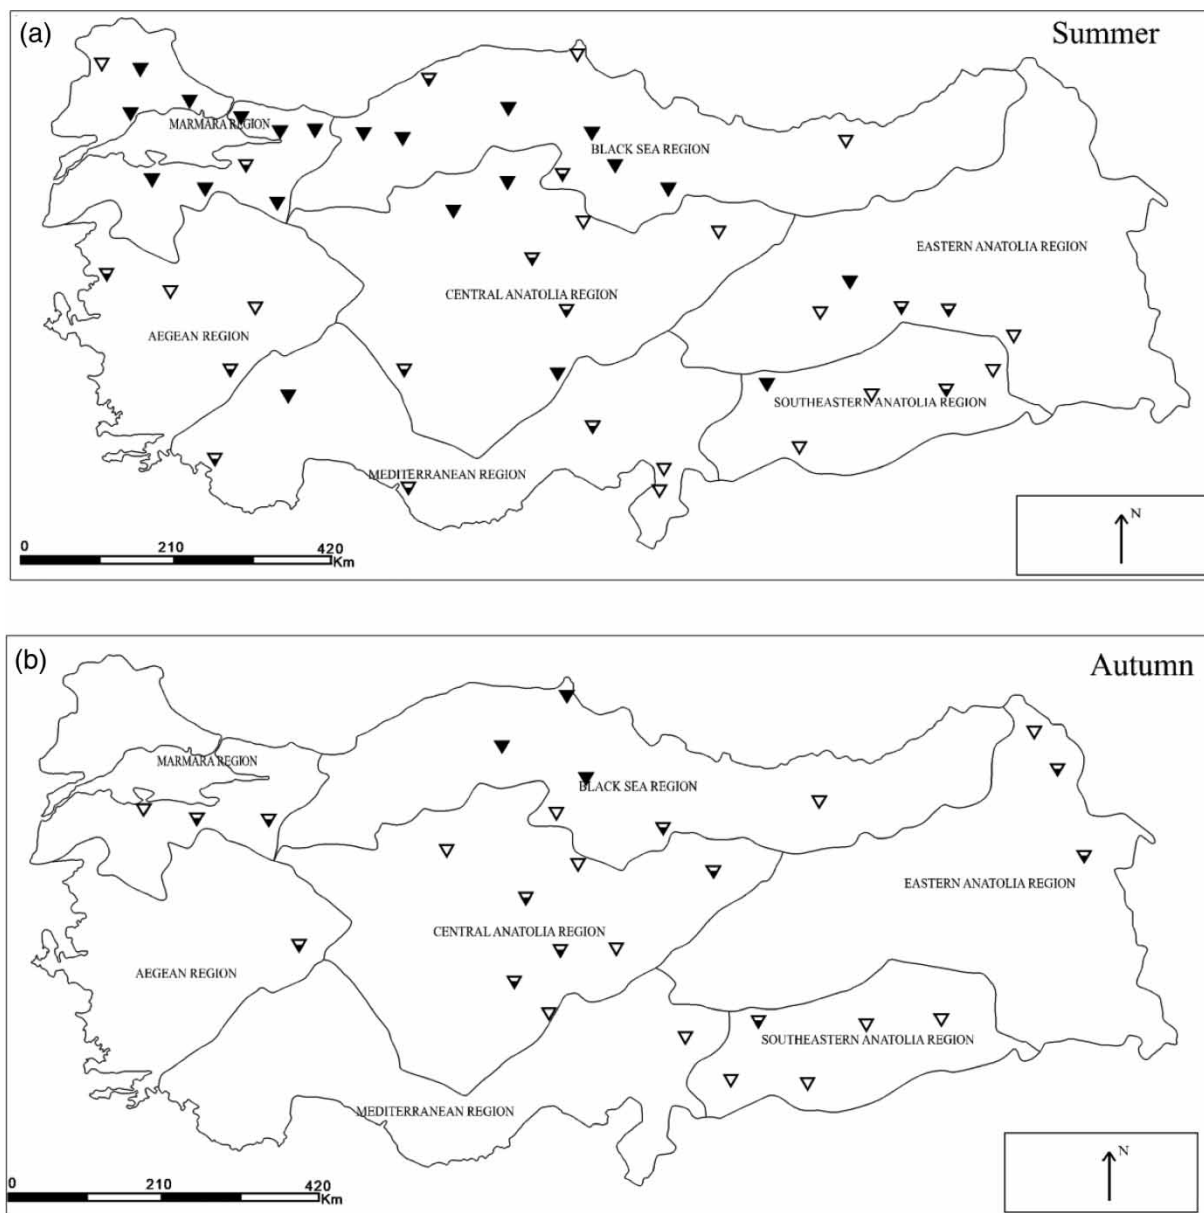 (a)
Summer
MARMARA REGION
BLACK SEA REGION
EASTERN ANATOLIA REGION
CENTRAL ANATOLIA REGION
AEGEAN REGION
SOUTHEASTERN ANATOLIA REGION
MEDITERRANEAN REGION
N
0 210 420
Km
(b)
Autumn
MARMARA REGION
BLACK SEA REGION
EASTERN ANATOLIA REGION
CENTRAL ANATOLIA REGION
AEGEAN REGION
SOUTHEASTERN ANATOLIA REGION
MEDITERRANEAN REGION
N
0 210 420
Km